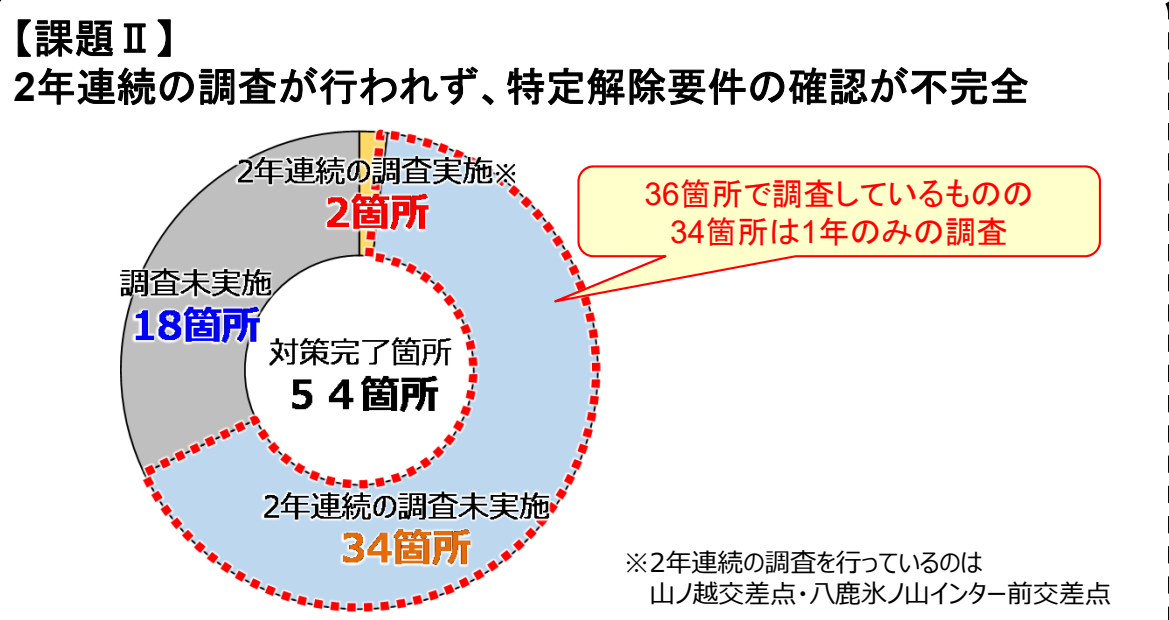 【課題Ⅱ】
2年連続の調査が行われず、特定解除要件の確認が不完全
2年連続の調査実施※
2箇所
36箇所で調査しているものの
34箇所は1年のみの調査
調査未実施
18箇所
対策完了箇所
５４箇所
2年連続の調査未実施
34箇所
※2年連続の調査を行っているのは
山ノ越交差点・八鹿氷ノ山インター前交差点